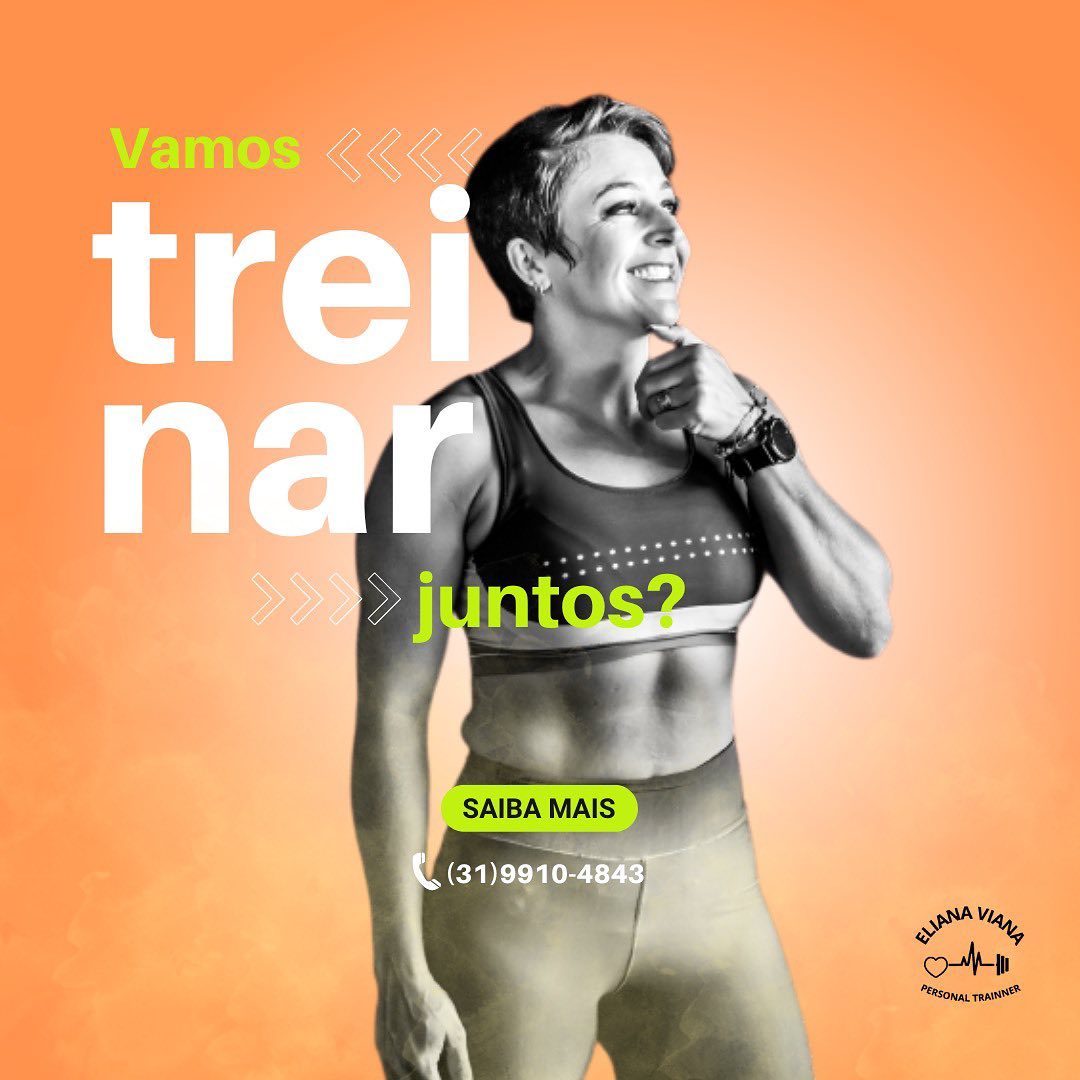 Vamos
trei
nar
juntos?
SAIBA MAIS
(31)9910-4843
ELIANA VIANA
PERSONAL TRAINNER